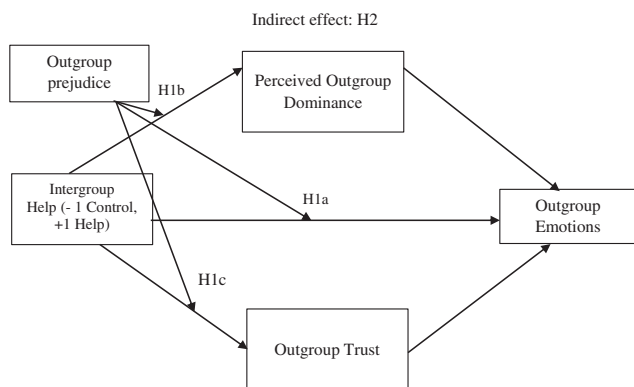 Indirect effect: H2
Outgroup
prejudice
H1b
Perceived Outgroup
Dominance
Intergroup
Help (- 1 Control,
+1 Help)
H1a
Outgroup
Emotions
H1c
Outgroup Trust